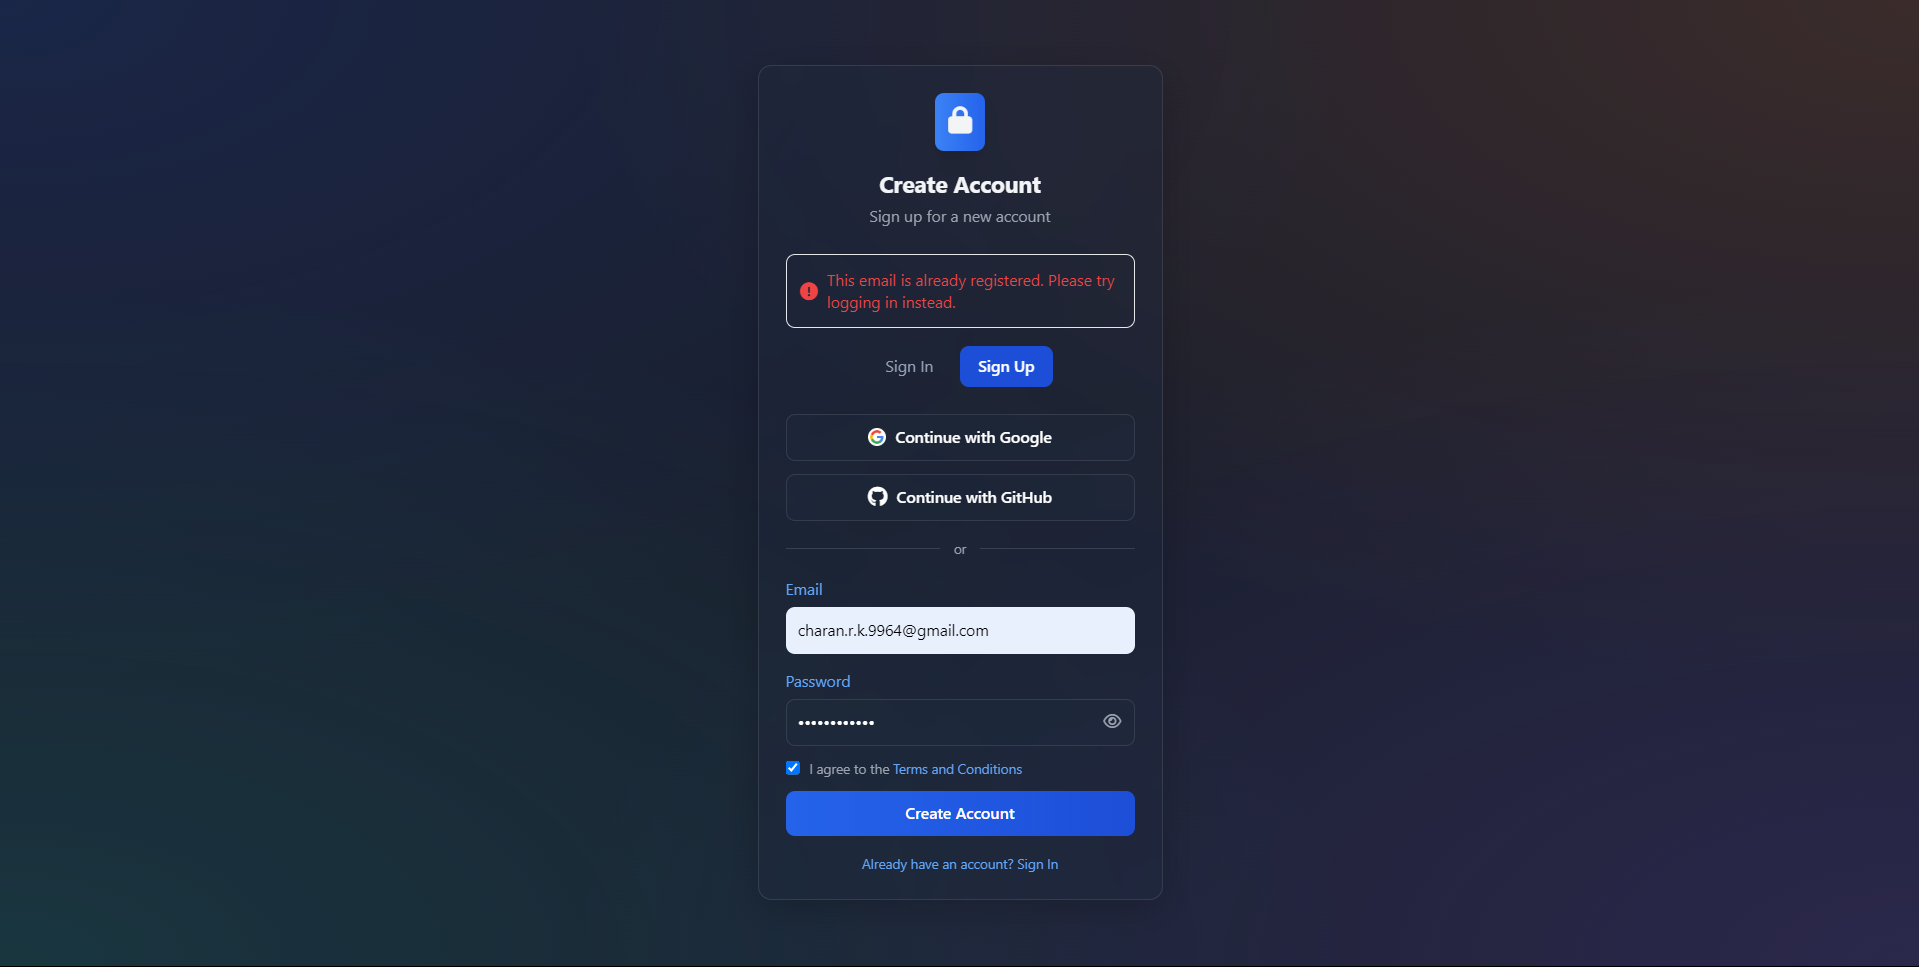 Create Account
Sign up for a new account
This email is already registered. Please try
logging in instead.
Sign In
Sign Up
Continue with Google
Continue with GitHub
or
Email
charan.r.k.9964@gmail.com
Password
••••••••••••
I agree to the Terms and Conditions
Create Account
Already have an account? Sign In